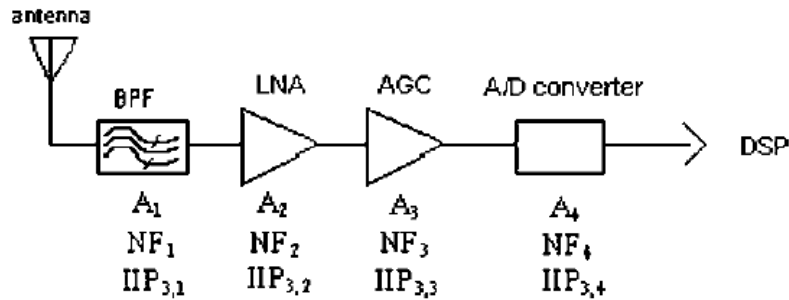 antenna
BPF
LNA
AGC
A/D converter
DSP
A₁
A₂
A₃
A₄
NF₁
NF₂
NF₃
NF₄
IIP₃,₁
IIP₃,₂
IIP₃,₃
IIP₃,₄